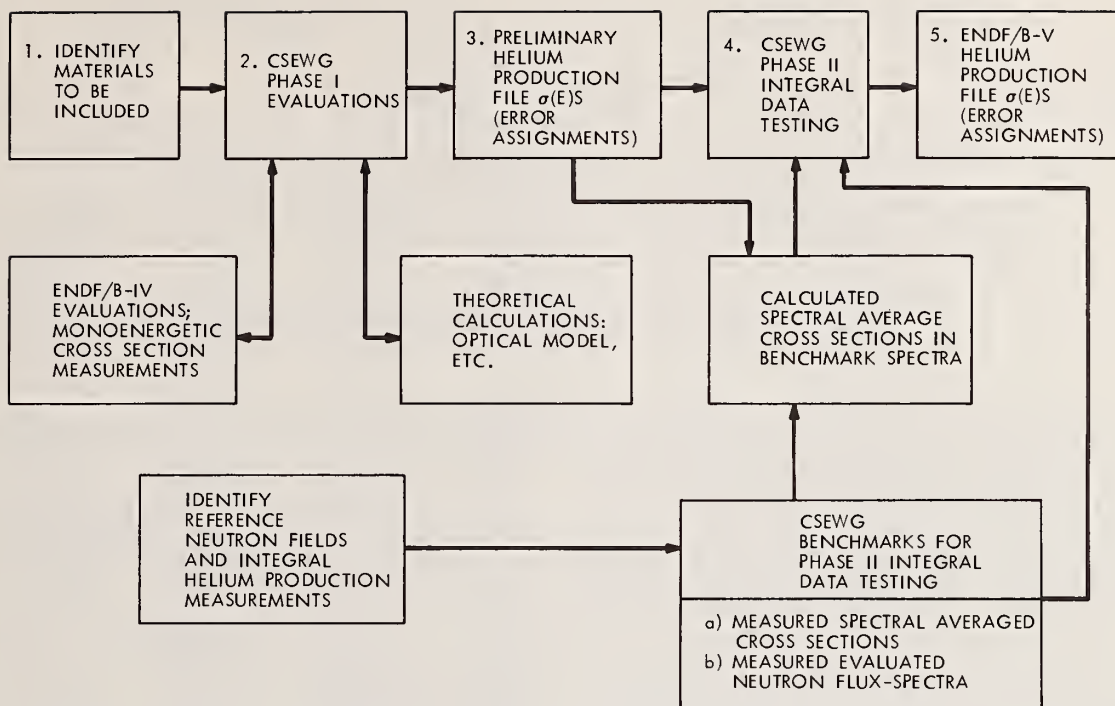 1. IDENTIFY
MATERIALS
TO BE
INCLUDED
2. CSEWG
PHASE I
EVALUATIONS
3. PRELIMINARY
HELIUM
PRODUCTION
FILE σ(E)S
(ERROR
ASSIGNMENTS)
4. CSEWG
PHASE II
INTEGRAL
DATA
TESTING
5. ENDF/B-V
HELIUM
PRODUCTION
FILE σ(E)S
(ERROR
ASSIGNMENTS)
ENDF/B-IV
EVALUATIONS;
MONOENERGETIC
CROSS SECTION
MEASUREMENTS
THEORETICAL
CALCULATIONS:
OPTICAL MODEL,
ETC.
CALCULATED
SPECTRAL AVERAGE
CROSS SECTIONS IN
BENCHMARK SPECTRA
IDENTIFY
REFERENCE
NEUTRON FIELDS
AND INTEGRAL
HELIUM PRODUCTION
MEASUREMENTS
CSEWG
BENCHMARKS FOR
PHASE II INTEGRAL
DATA TESTING
a) MEASURED SPECTRAL AVERAGED
CROSS SECTIONS
b) MEASURED EVALUATED
NEUTRON FLUX-SPECTRA